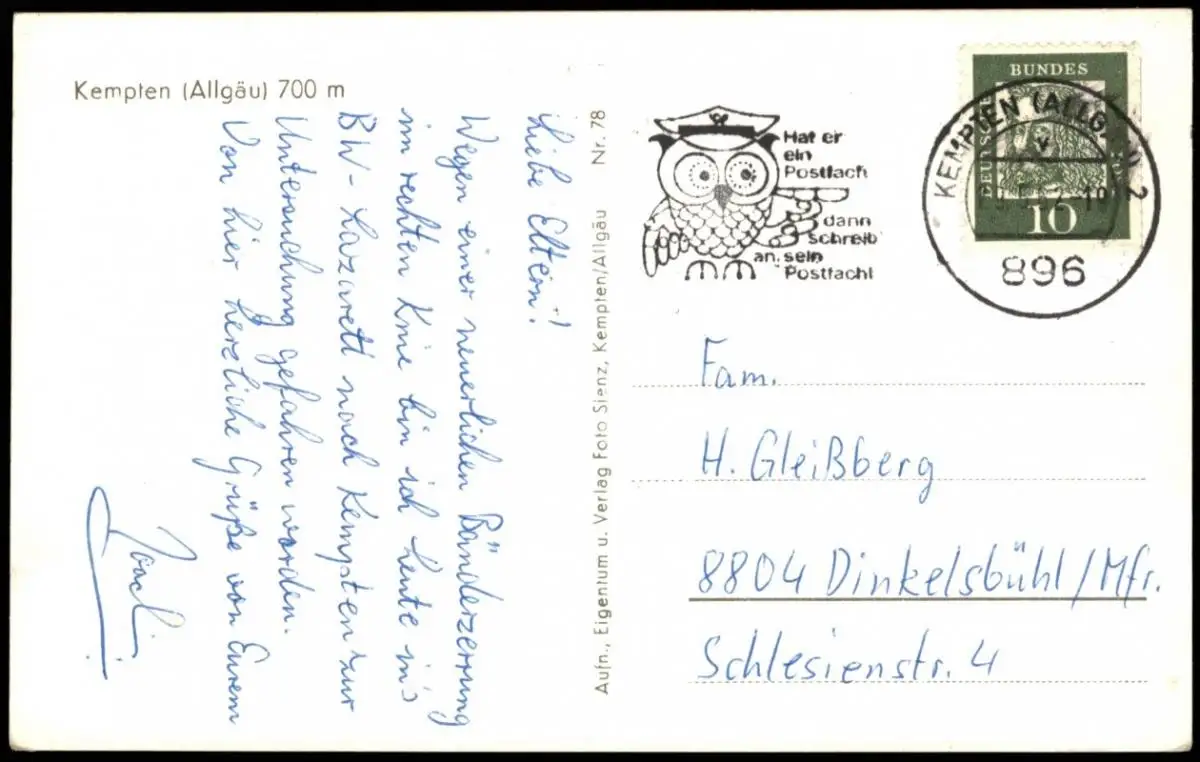 Kempten (Allgäu) 700 m
Liebe Eltern!
Wegen einer neuerlichen Bänderzerrung
im rechten Knie bin ich heute in's
BW-Lazarett nach Kempten zur
Untersuchung gefahren worden.
Von hier herzliche Grüße von Eurem
Aufn., Eigentum u. Verlag Foto Sienz, Kempten/Allgäu Nr. 78
Hat er
ein
Postfach
dann
schreib
an sein
Postfach!
BUNDES
10
KEMPTEN (ALLG.) 2
896
Fam.
H. Gleißberg
8804 Dinkelsbühl/Mfr.
Schlesienstr. 4